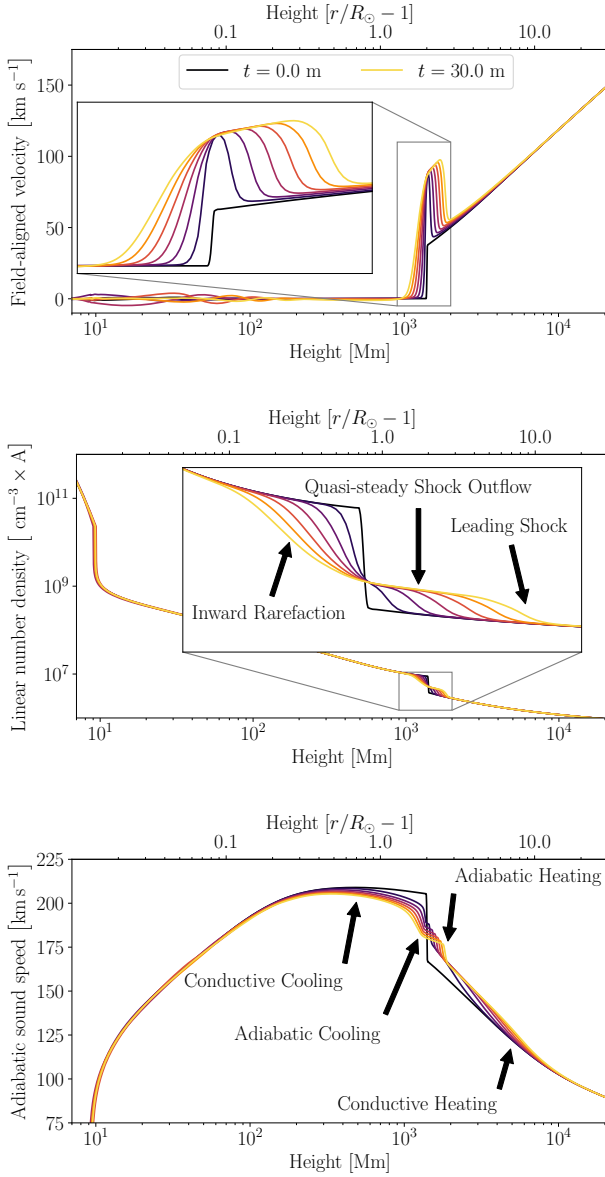 Height [r/R⊙ − 1]
0.1 1.0 10.0
t = 0.0 m t = 30.0 m
Field-aligned velocity [km s⁻¹]
150
100
50
0
10¹ 10² 10³ 10⁴
Height [Mm]
Height [r/R⊙ − 1]
0.1 1.0 10.0
Linear number density [ cm⁻³ × A]
10¹¹
10⁹
10⁷
Quasi-steady Shock Outflow
Leading Shock
Inward Rarefaction
10¹ 10² 10³ 10⁴
Height [Mm]
Height [r/R⊙ − 1]
0.1 1.0 10.0
Adiabatic sound speed [km s⁻¹]
225
200
175
150
125
100
75
Adiabatic Heating
Conductive Cooling
Adiabatic Cooling
Conductive Heating
10¹ 10² 10³ 10⁴
Height [Mm]